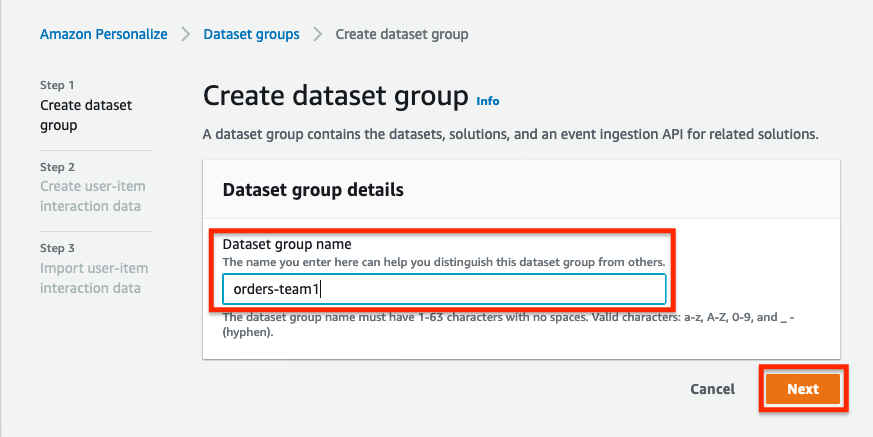 Amazon Personalize > Dataset groups > Create dataset group
Step 1
Create dataset
group
Step 2
Create user-item
interaction data
Step 3
Import user-item
interaction data
Create dataset group Info
A dataset group contains the datasets, solutions, and an event ingestion API for related solutions.
Dataset group details
Dataset group name
The name you enter here can help you distinguish this dataset group from others.
orders-team1
The dataset group name must have 1-63 characters with no spaces. Valid characters: a-z, A-Z, 0-9, and _ -
(hyphen).
Cancel Next